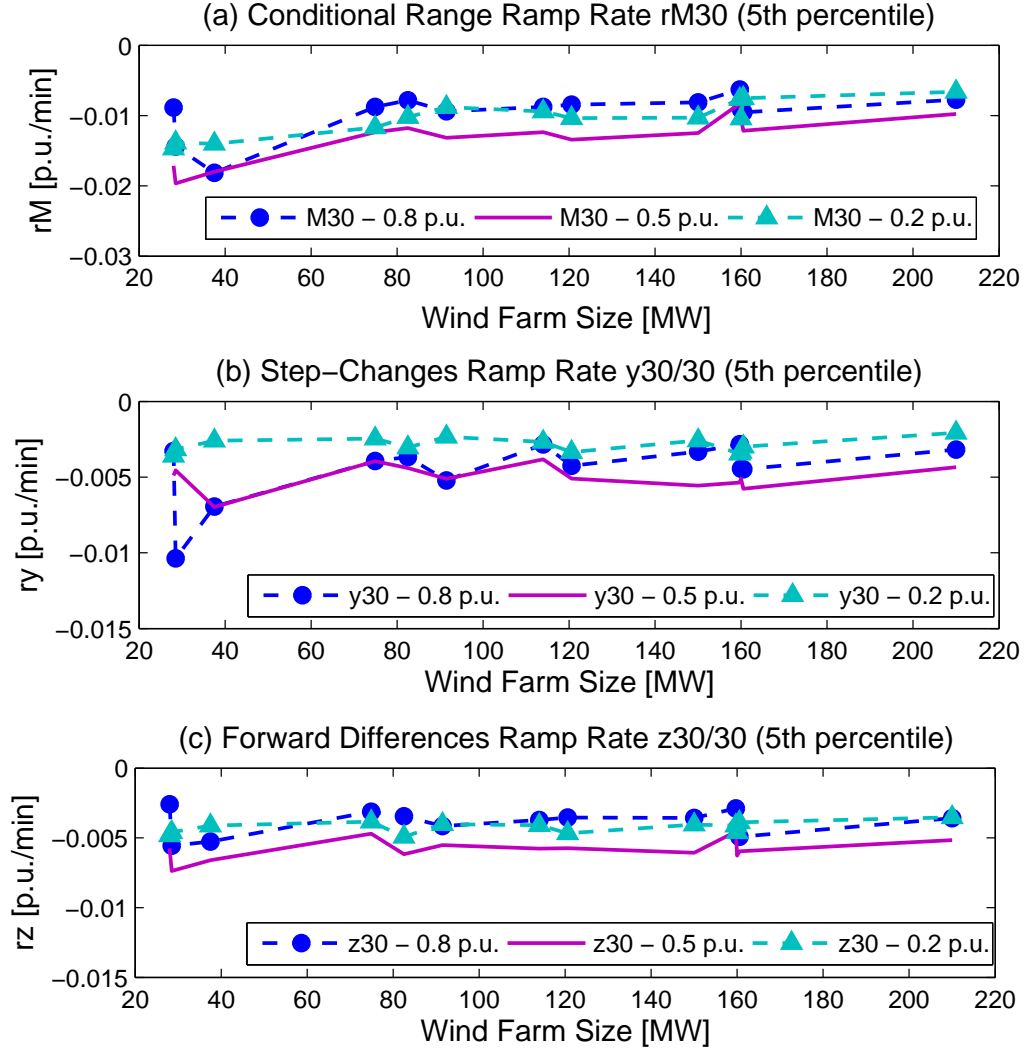 (a) Conditional Range Ramp Rate rM30 (5th percentile)
0
−0.01
−0.02
−0.03
rM [p.u./min]
M30 − 0.8 p.u. M30 − 0.5 p.u. M30 − 0.2 p.u.
20 40 60 80 100 120 140 160 180 200 220
Wind Farm Size [MW]
(b) Step−Changes Ramp Rate y30/30 (5th percentile)
0
−0.005
−0.01
−0.015
ry [p.u./min]
y30 − 0.8 p.u. y30 − 0.5 p.u. y30 − 0.2 p.u.
20 40 60 80 100 120 140 160 180 200 220
Wind Farm Size [MW]
(c) Forward Differences Ramp Rate z30/30 (5th percentile)
0
−0.005
−0.01
−0.015
rz [p.u./min]
z30 − 0.8 p.u. z30 − 0.5 p.u. z30 − 0.2 p.u.
20 40 60 80 100 120 140 160 180 200 220
Wind Farm Size [MW]